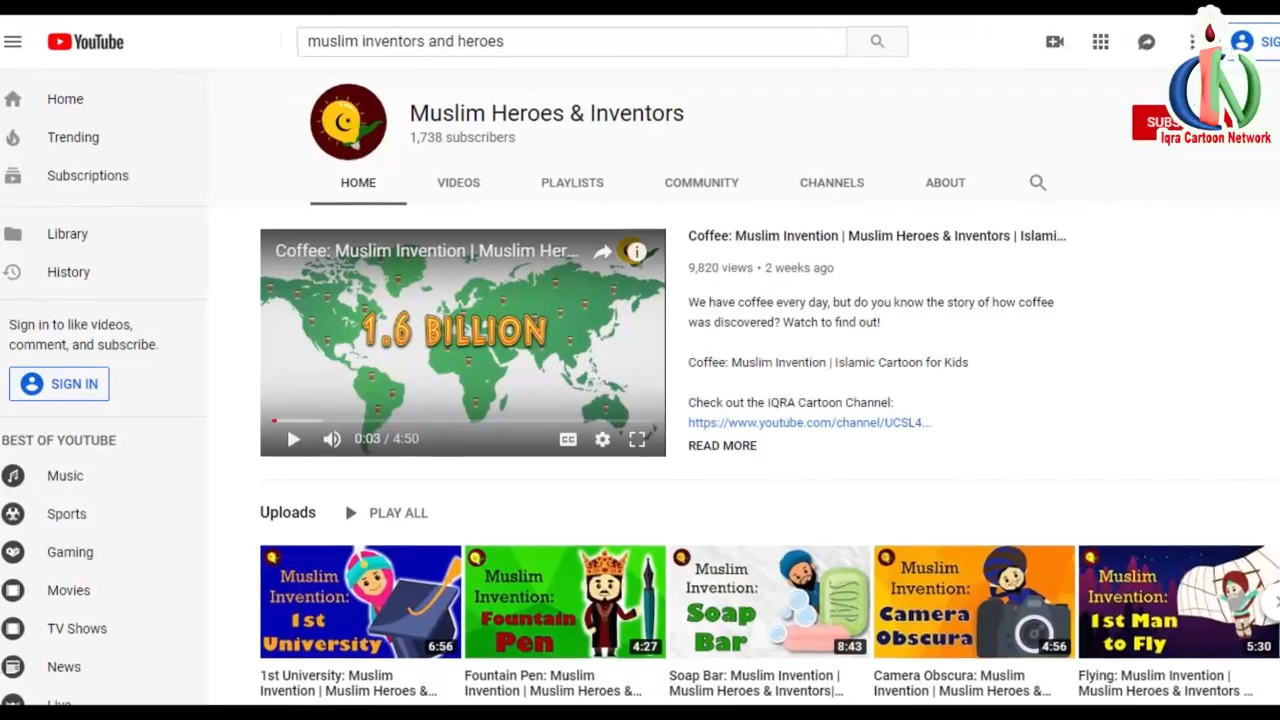 YouTube
muslim inventors and heroes
SIG
Iqra Cartoon Network
Home
Trending
Subscriptions
Library
History
Sign in to like videos,
comment, and subscribe.
SIGN IN
BEST OF YOUTUBE
Music
Sports
Gaming
Movies
TV Shows
News
Live
Muslim Heroes & Inventors
1,738 subscribers
SUBS
HOME VIDEOS PLAYLISTS COMMUNITY CHANNELS ABOUT
Coffee: Muslim Invention | Muslim Her...
1.6 BILLION
0:03 / 4:50
CC
Coffee: Muslim Invention | Muslim Heroes & Inventors | Islami...
9,820 views • 2 weeks ago
We have coffee every day, but do you know the story of how coffee
was discovered? Watch to find out!
Coffee: Muslim Invention | Islamic Cartoon for Kids
Check out the IQRA Cartoon Channel:
https://www.youtube.com/channel/UCSL4...
READ MORE
Uploads PLAY ALL
Muslim
Invention:
1st
University
6:56
1st University: Muslim
Invention | Muslim Heroes &...
Muslim
Invention:
Fountain
Pen
4:27
Fountain Pen: Muslim
Invention | Muslim Heroes &...
Muslim
Invention:
Soap
Bar
SOAP
8:43
Soap Bar: Muslim Invention |
Muslim Heroes & Inventors|...
Muslim
Invention:
Camera
Obscura
4:56
Camera Obscura: Muslim
Invention | Muslim Heroes &...
Muslim
Invention:
1st Man
to Fly
5:30
Flying: Muslim Invention |
Muslim Heroes & Inventors ...